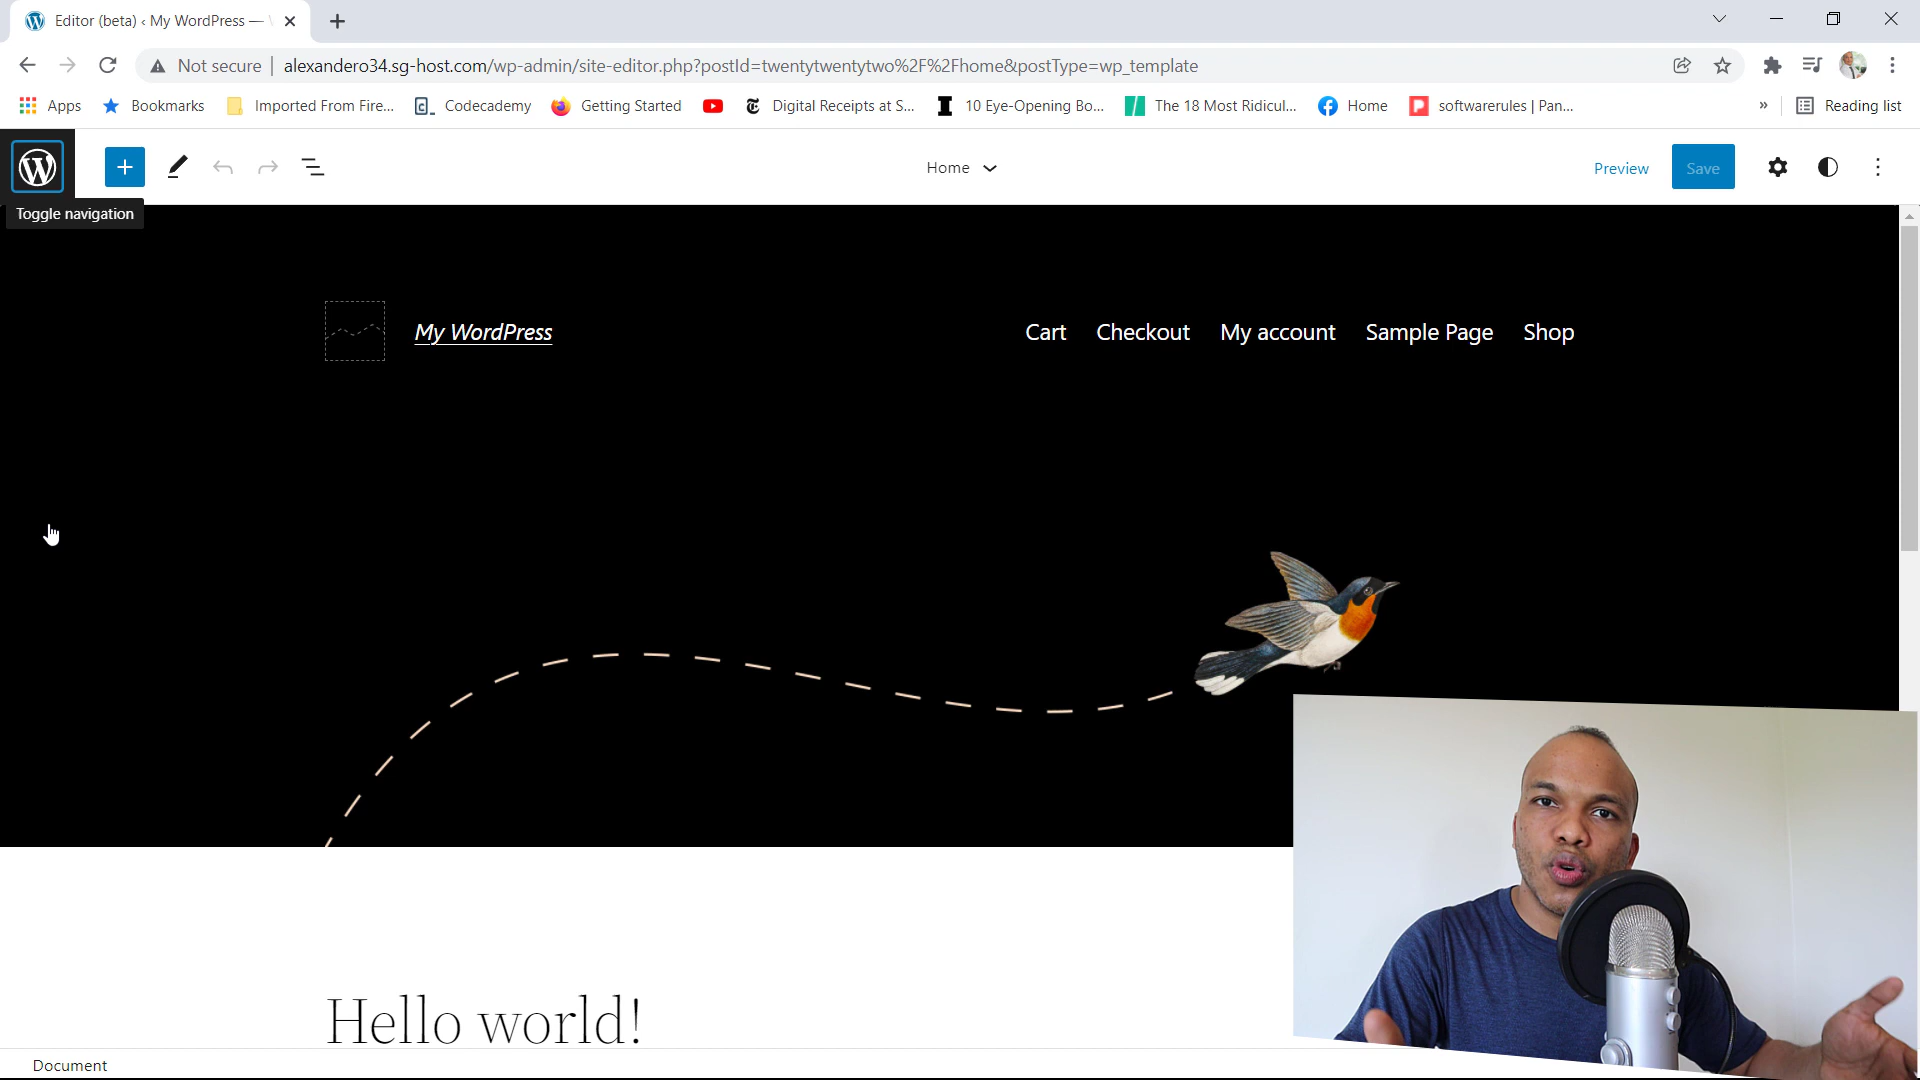 Editor (beta) ‹ My WordPress —
Not secure
alexandero34.sg-host.com/wp-admin/site-editor.php?postId=twentytwentytwo%2F%2Fhome&postType=wp_template
Apps Bookmarks Imported From Fire... Codecademy Getting Started Digital Receipts at S... 10 Eye-Opening Bo... The 18 Most Ridicul... Home softwarerules | Pan... » Reading list
Home Preview Save
Toggle navigation
My WordPress Cart Checkout My account Sample Page Shop
Hello world!
Document